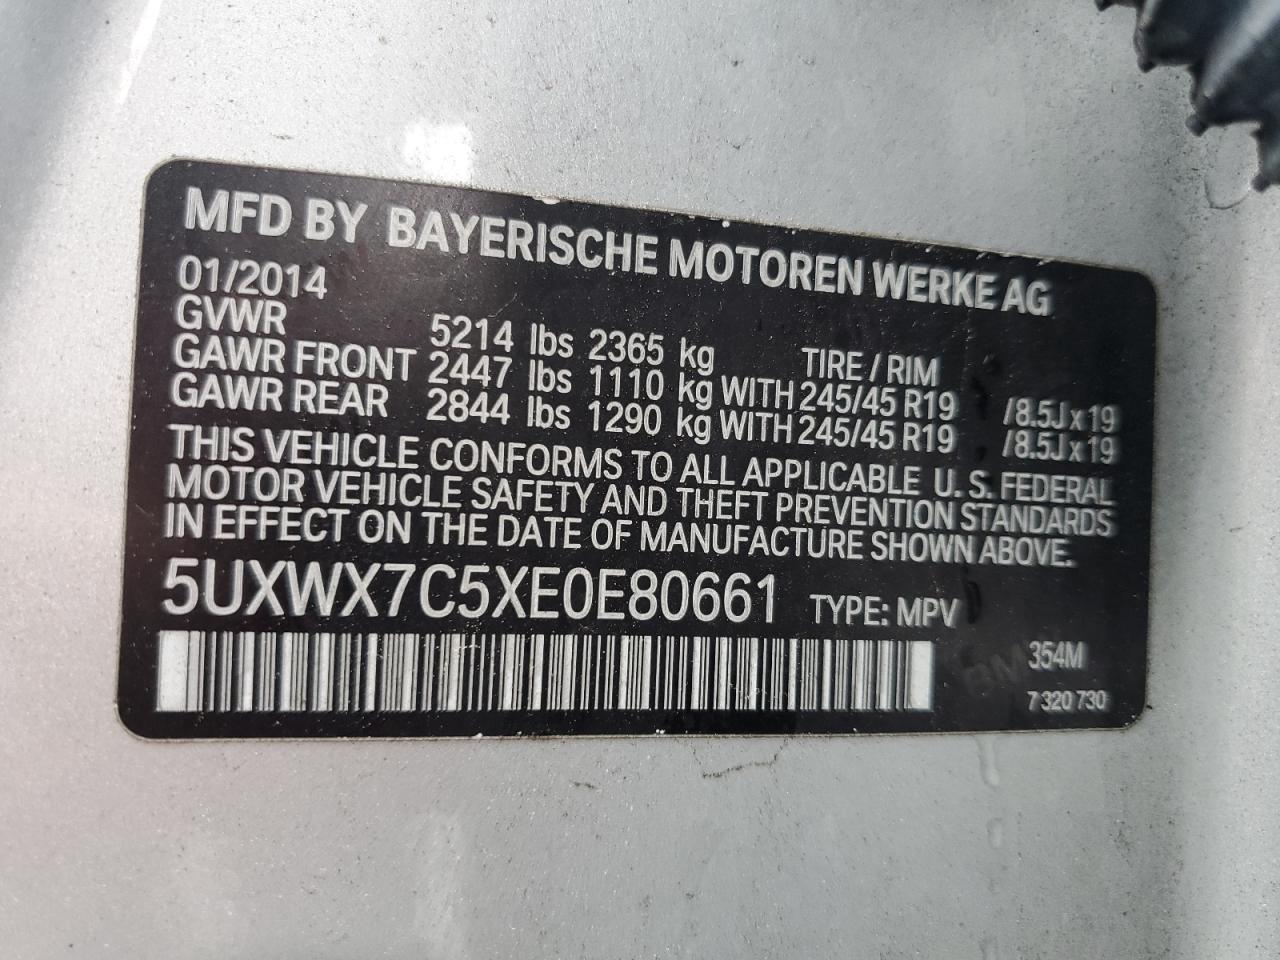 MFD BY BAYERISCHE MOTOREN WERKE AG
01/2014
GVWR 5214 lbs 2365 kg TIRE / RIM
GAWR FRONT 2447 lbs 1110 kg WITH 245/45 R19 /8.5J x 19
GAWR REAR 2844 lbs 1290 kg WITH 245/45 R19 /8.5J x 19
THIS VEHICLE CONFORMS TO ALL APPLICABLE U. S. FEDERAL
MOTOR VEHICLE SAFETY AND THEFT PREVENTION STANDARDS
IN EFFECT ON THE DATE OF MANUFACTURE SHOWN ABOVE.
5UXWX7C5XE0E80661 TYPE: MPV
354M
7 320 730